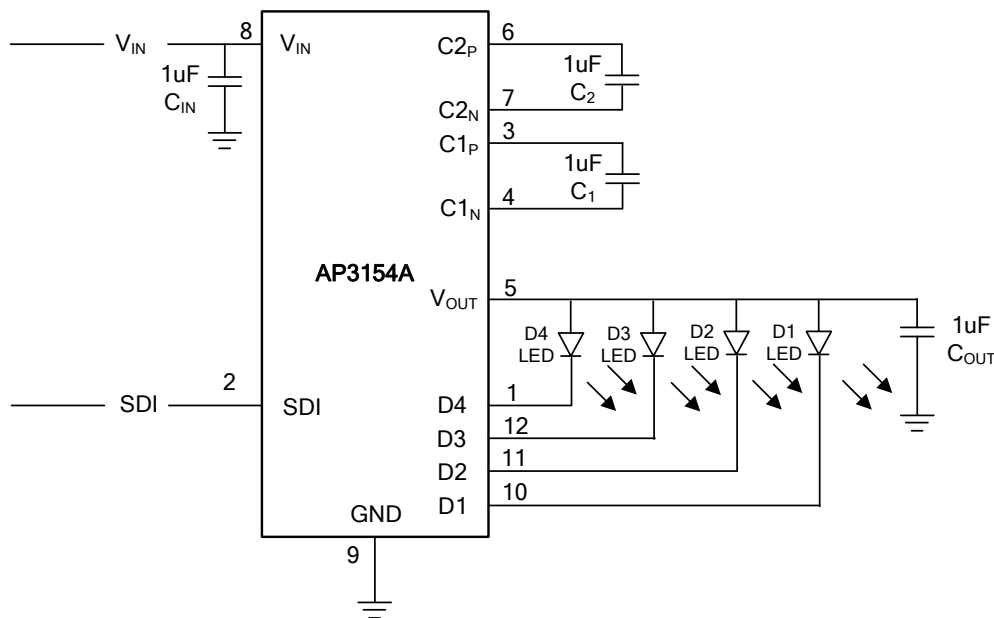 V_IN
8
V_IN
1uF
C_IN
C2_P
6
1uF
C_2
C2_N
7
C1_P
3
1uF
C_1
C1_N
4
AP3154A
V_OUT
5
D4
LED
D3
LED
D2
LED
D1
LED
1uF
C_OUT
SDI
2
SDI
D4
1
D3
12
D2
11
D1
10
GND
9